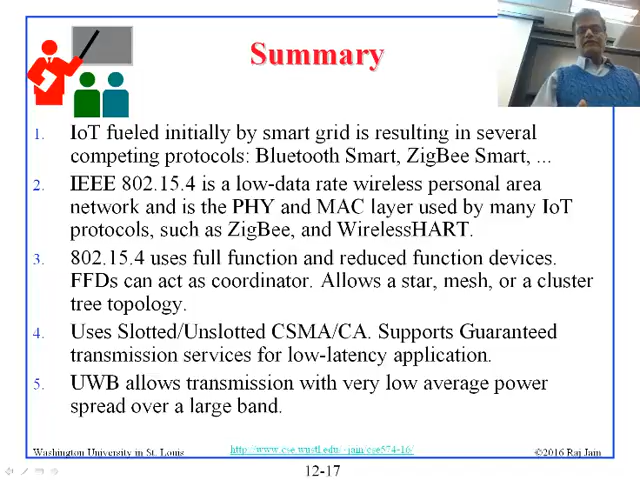 Summary
1. IoT fueled initially by smart grid is resulting in several
competing protocols: Bluetooth Smart, ZigBee Smart, ...
2. IEEE 802.15.4 is a low-data rate wireless personal area
network and is the PHY and MAC layer used by many IoT
protocols, such as ZigBee, and WirelessHART.
3. 802.15.4 uses full function and reduced function devices.
FFDs can act as coordinator. Allows a star, mesh, or a cluster
tree topology.
4. Uses Slotted/Unslotted CSMA/CA. Supports Guaranteed
transmission services for low-latency application.
5. UWB allows transmission with very low average power
spread over a large band.
Washington University in St. Louis http://www.cse.wustl.edu/~jain/cse574-16/ ©2016 Raj Jain
12-17